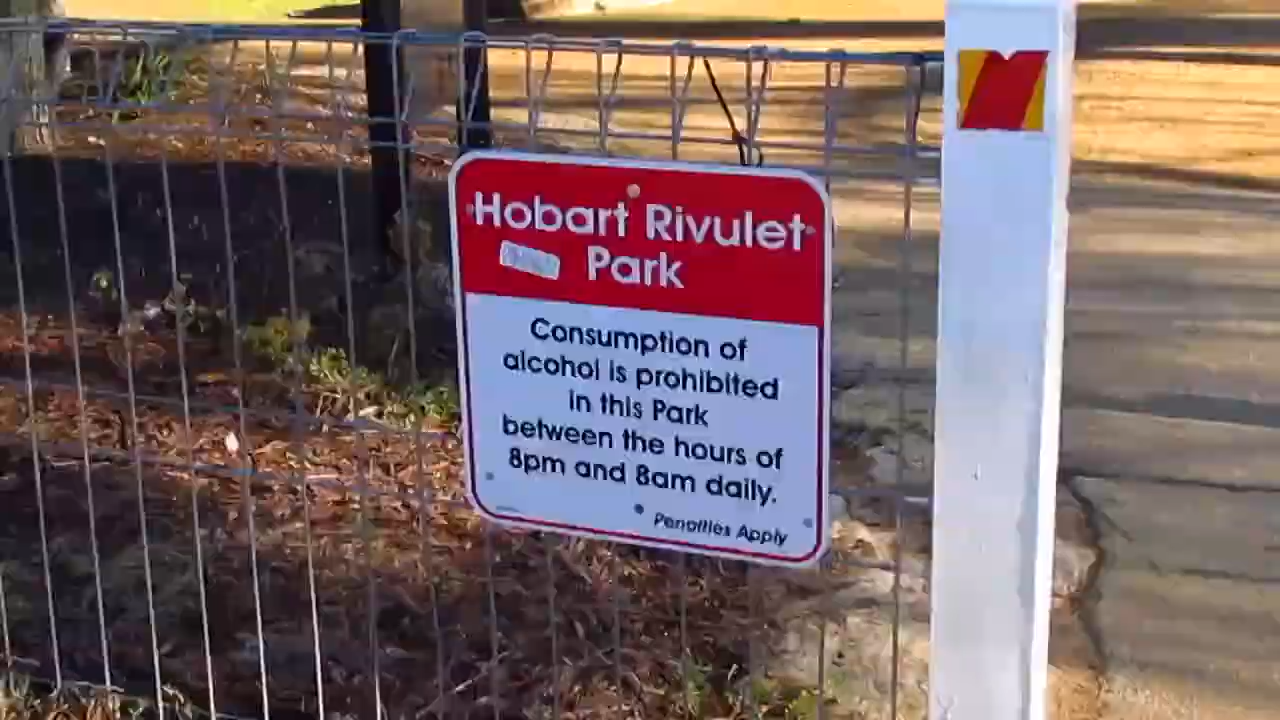 Hobart Rivulet
Park
Consumption of
alcohol is prohibited
in this Park
between the hours of
8pm and 8am daily.
Penalties Apply